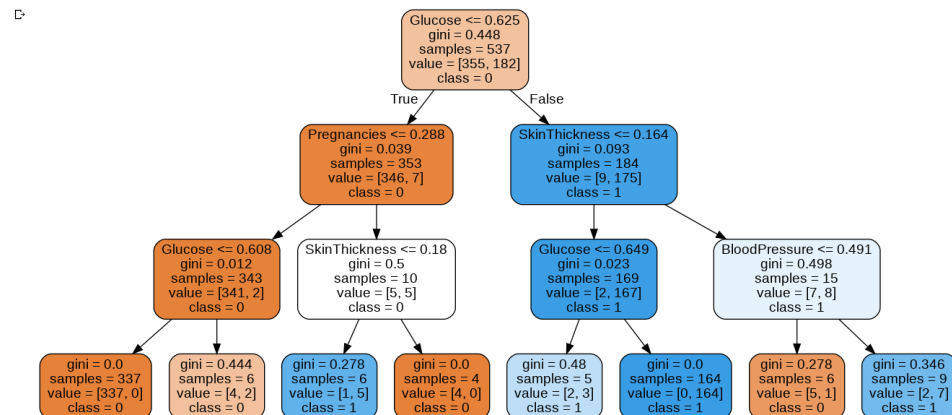 Glucose <= 0.625
gini = 0.448
samples = 537
value = [355, 182]
class = 0
True
False
Pregnancies <= 0.288
gini = 0.039
samples = 353
value = [346, 7]
class = 0
SkinThickness <= 0.164
gini = 0.093
samples = 184
value = [9, 175]
class = 1
Glucose <= 0.608
gini = 0.012
samples = 343
value = [341, 2]
class = 0
SkinThickness <= 0.18
gini = 0.5
samples = 10
value = [5, 5]
class = 0
Glucose <= 0.649
gini = 0.023
samples = 169
value = [2, 167]
class = 1
BloodPressure <= 0.491
gini = 0.498
samples = 15
value = [7, 8]
class = 1
gini = 0.0
samples = 337
value = [337, 0]
class = 0
gini = 0.444
samples = 6
value = [4, 2]
class = 0
gini = 0.278
samples = 6
value = [1, 5]
class = 1
gini = 0.0
samples = 4
value = [4, 0]
class = 0
gini = 0.48
samples = 5
value = [2, 3]
class = 1
gini = 0.0
samples = 164
value = [0, 164]
class = 1
gini = 0.278
samples = 6
value = [5, 1]
class = 0
gini = 0.346
samples = 9
value = [2, 7]
class = 1